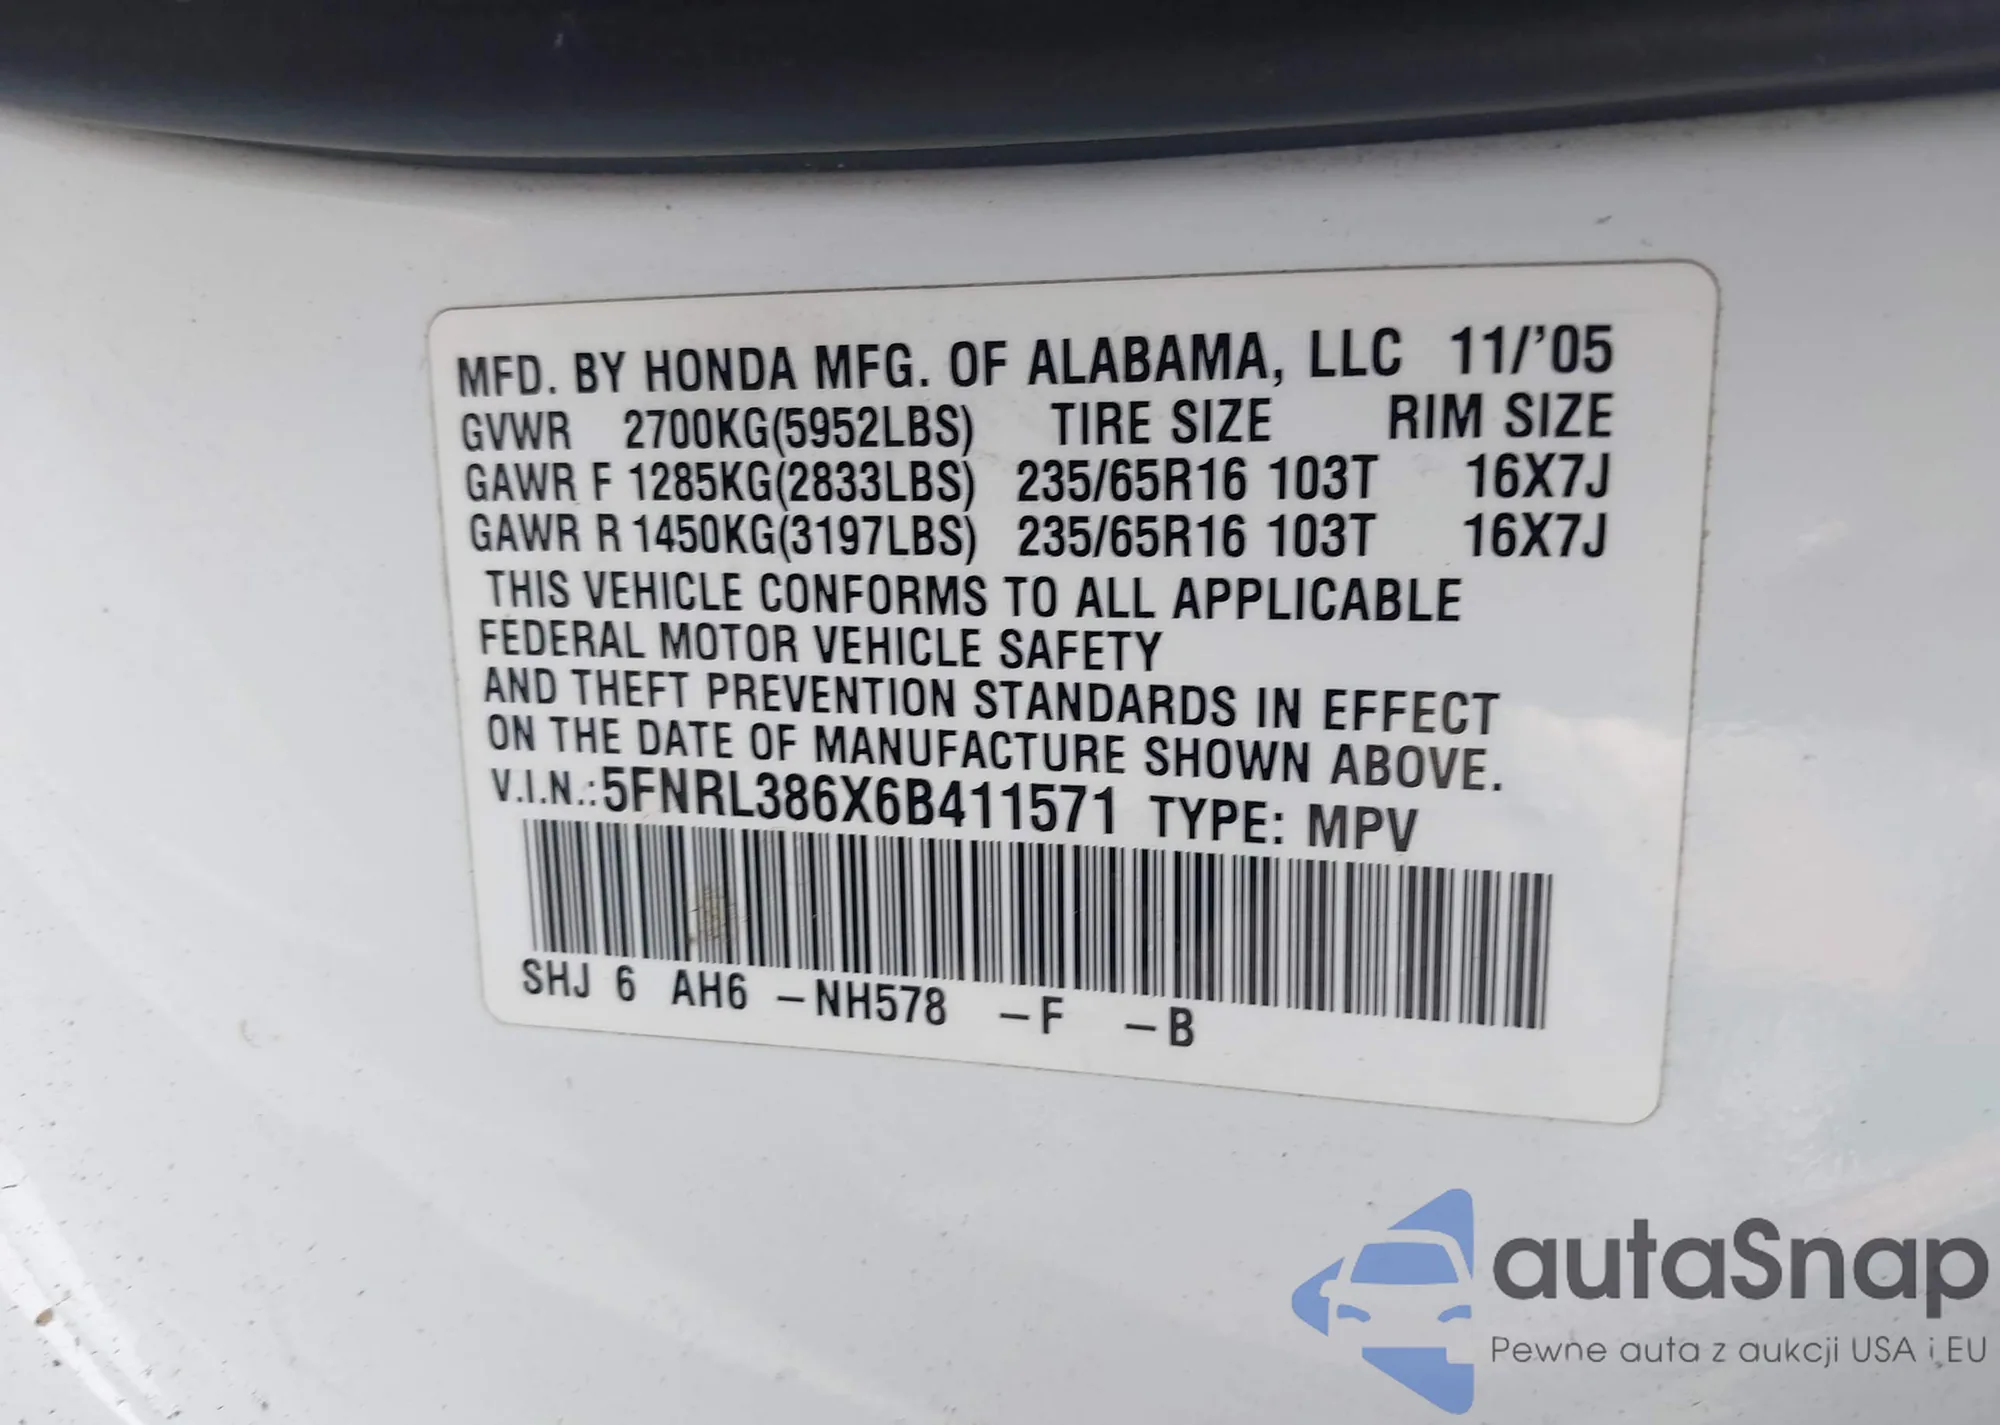 MFD. BY HONDA MFG. OF ALABAMA, LLC 11/'05
GVWR 2700KG(5952LBS) TIRE SIZE RIM SIZE
GAWR F 1285KG(2833LBS) 235/65R16 103T 16X7J
GAWR R 1450KG(3197LBS) 235/65R16 103T 16X7J
THIS VEHICLE CONFORMS TO ALL APPLICABLE
FEDERAL MOTOR VEHICLE SAFETY
AND THEFT PREVENTION STANDARDS IN EFFECT
ON THE DATE OF MANUFACTURE SHOWN ABOVE.
V.I.N.:5FNRL386X6B411571 TYPE: MPV
SHJ 6 AH6 -NH578 -F -B
autaSnap
Pewne auta z aukcji USA i EU